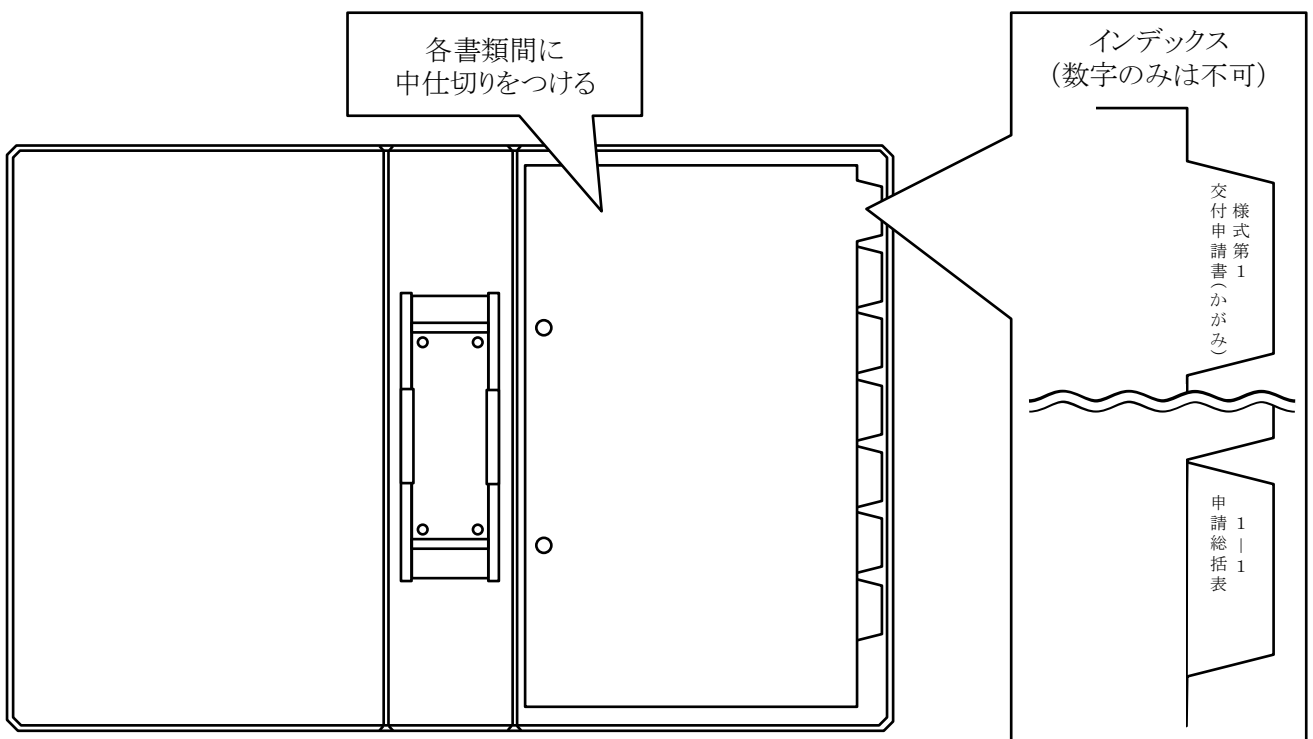 各書類間に
中仕切りをつける
インデックス
(数字のみは不可)
様式第1
交付申請書(かがみ)
1-1
申請総括表